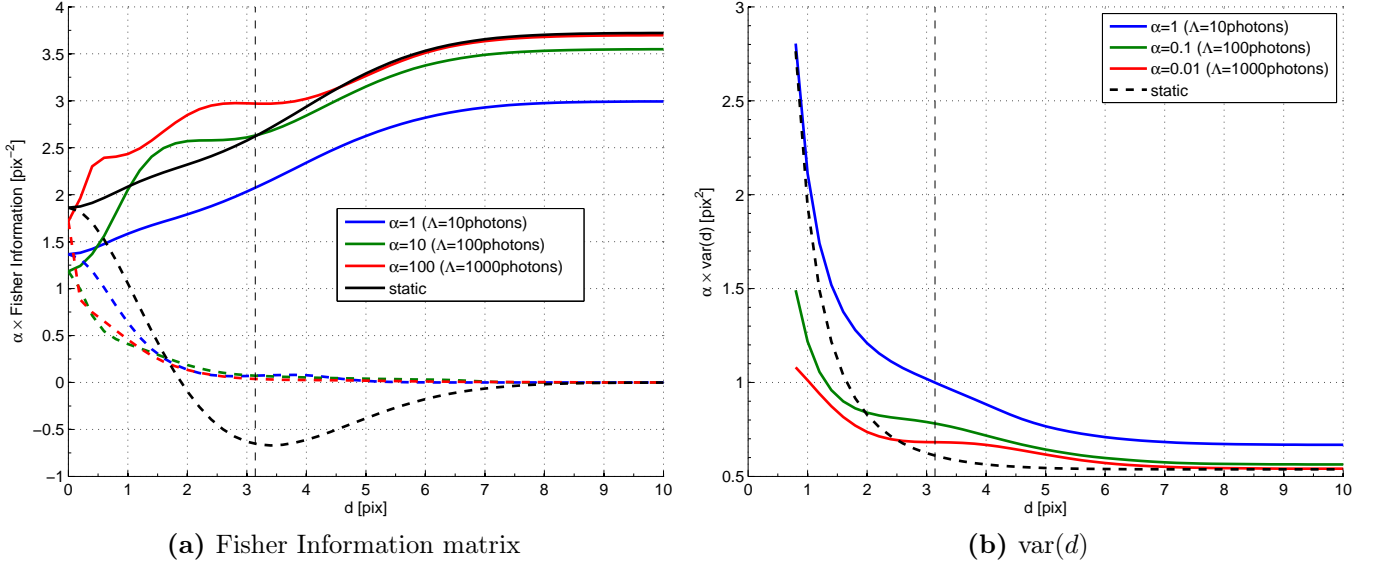 4
3.5
3
2.5
2
1.5
1
0.5
0
−0.5
−1
α× Fisher Information [pix⁻²]
α=1 (Λ=10photons)
α=10 (Λ=100photons)
α=100 (Λ=1000photons)
static
0 1 2 3 4 5 6 7 8 9 10
d [pix]
(a) Fisher Information matrix
3
2.5
2
1.5
1
0.5
α × var(d) [pix²]
α=1 (Λ=10photons)
α=0.1 (Λ=100photons)
α=0.01 (Λ=1000photons)
static
0 1 2 3 4 5 6 7 8 9 10
d [pix]
(b) var(d)